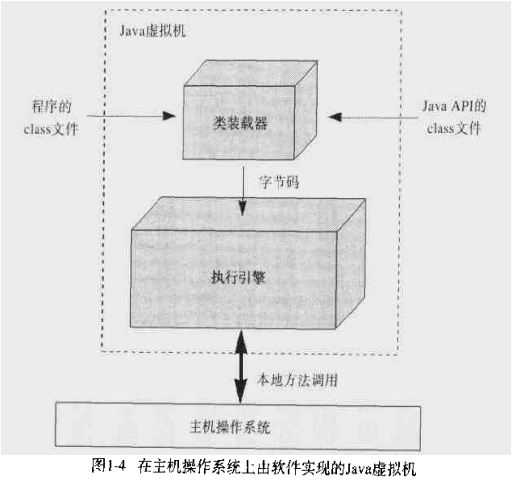 Java虚拟机
程序的
class文件
类装载器
Java API的
class文件
字节码
执行引擎
本地方法调用
主机操作系统
图1-4 在主机操作系统上由软件实现的Java虚拟机